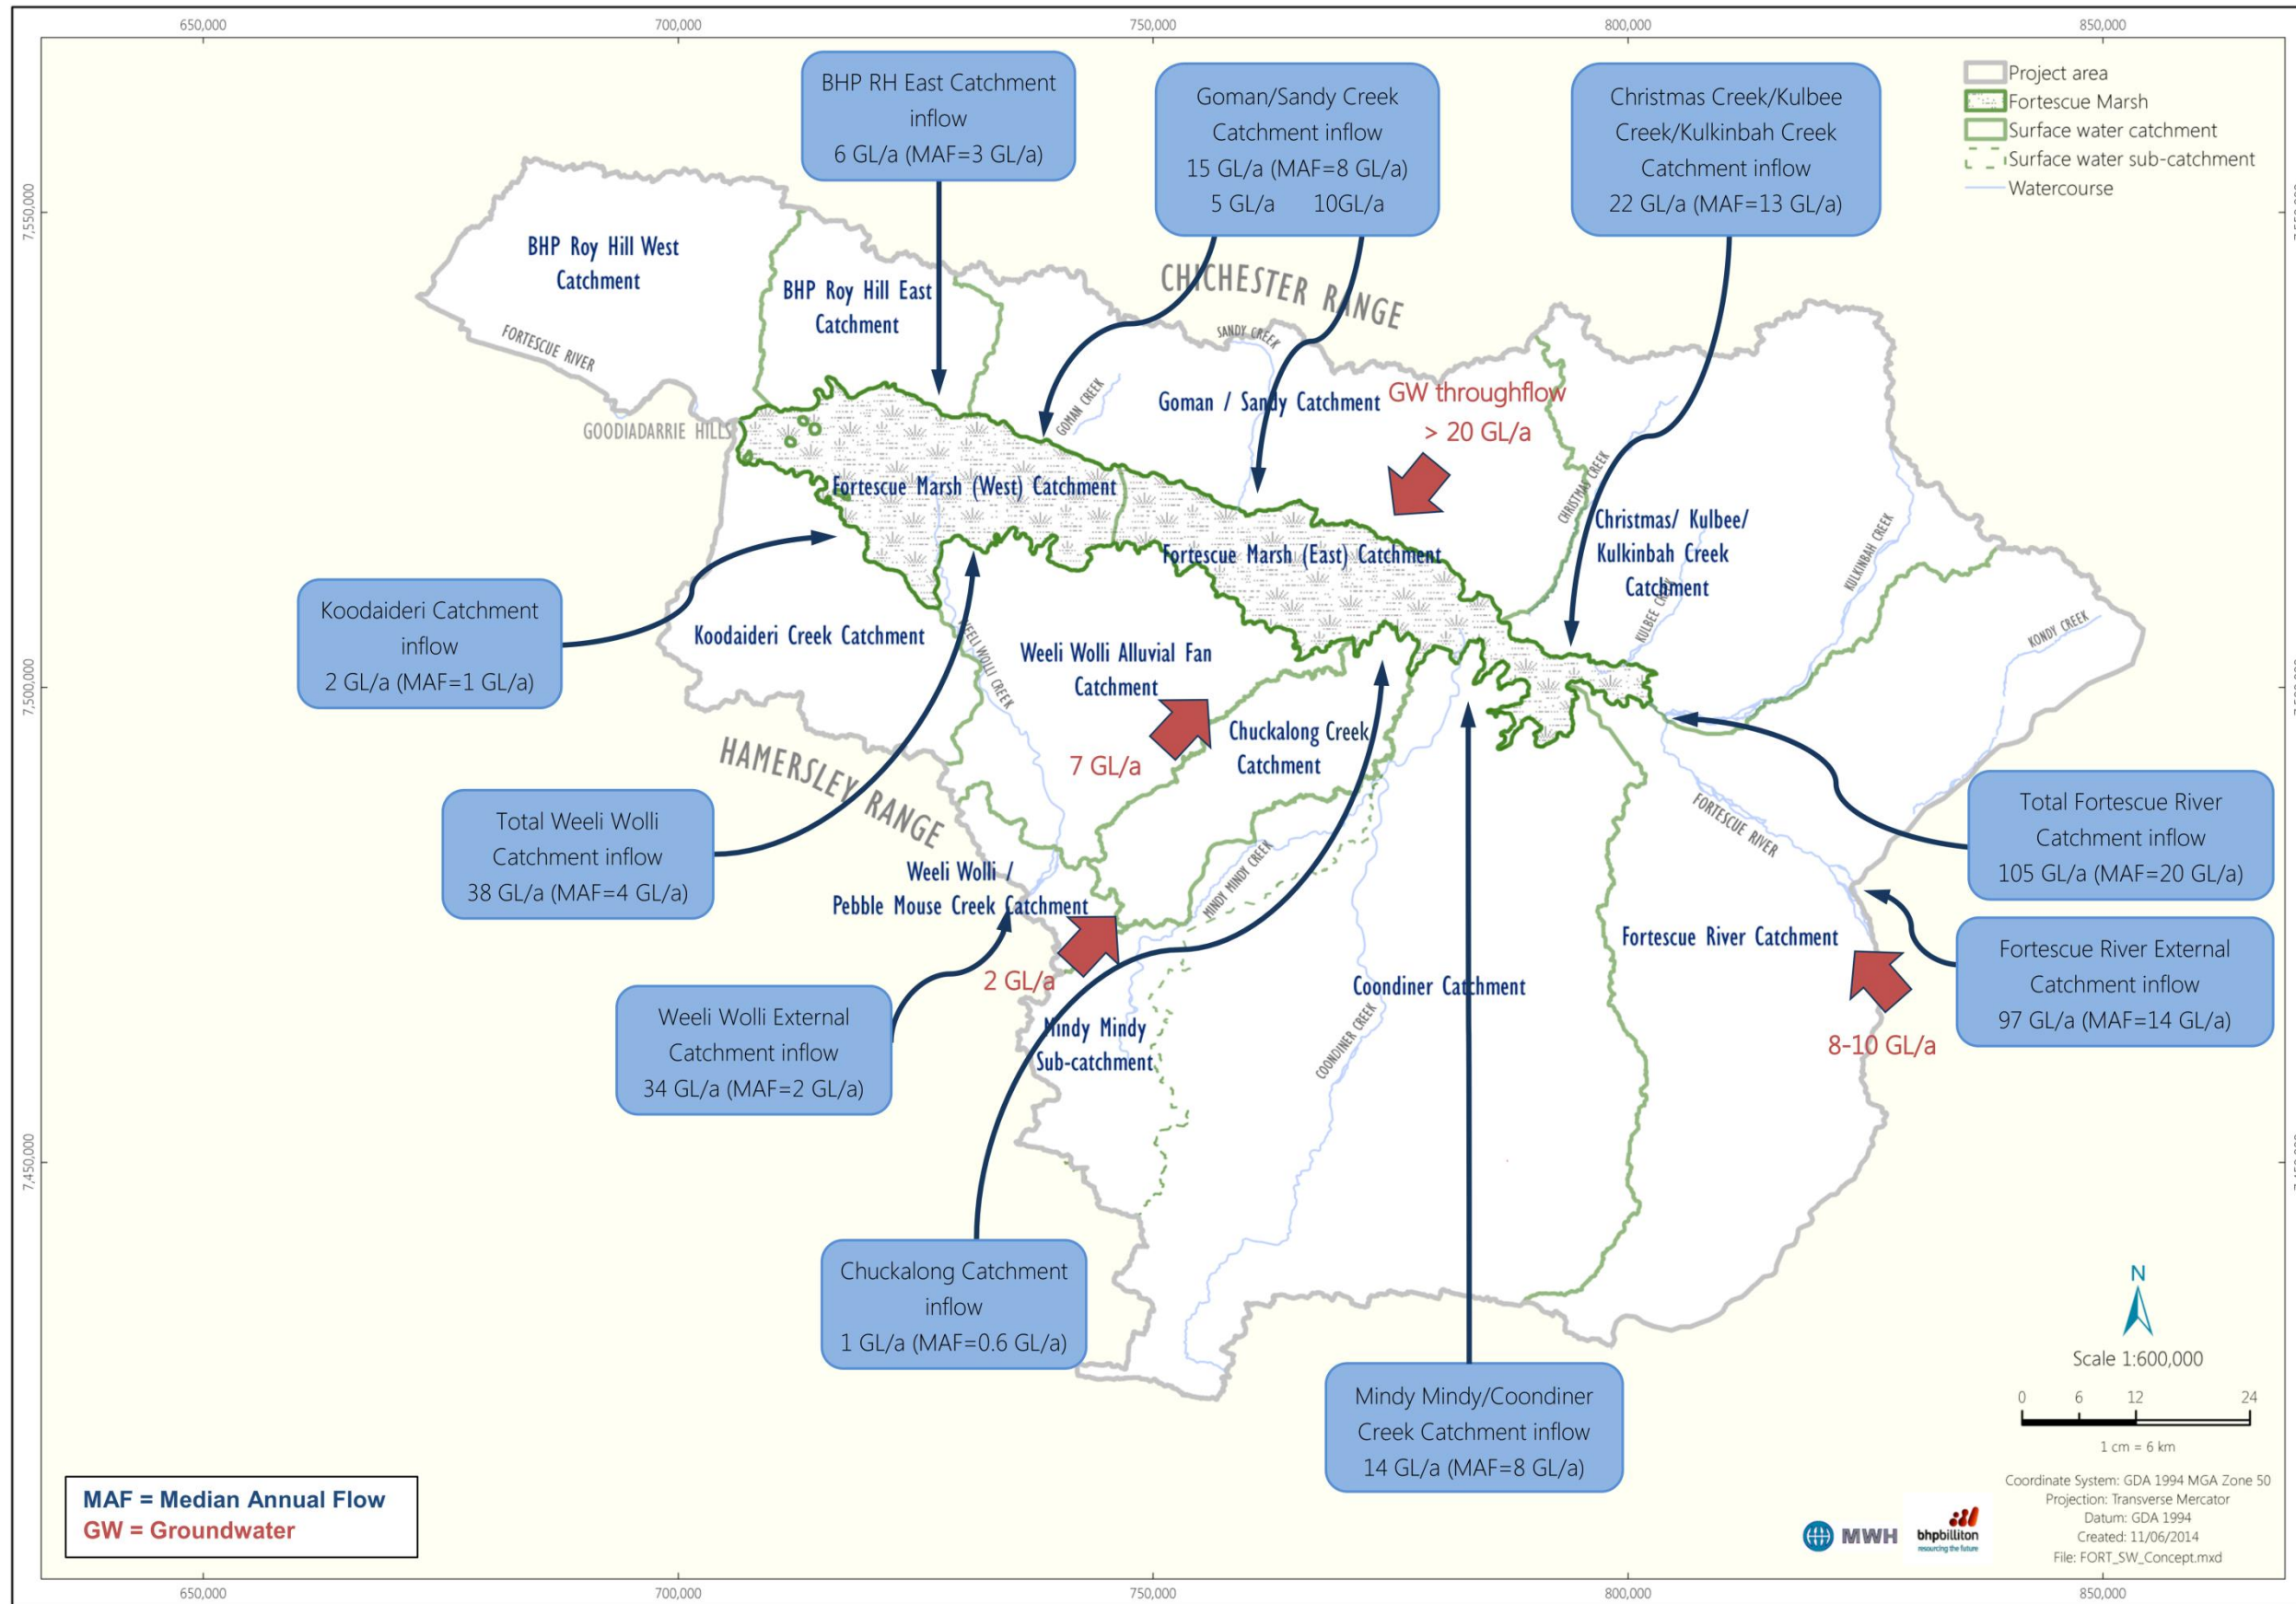 650,000
700,000
750,000
800,000
850,000
Project area
Fortescue Marsh
Surface water catchment
Surface water sub-catchment
Watercourse
BHP RH East Catchment
inflow
6 GL/a (MAF=3 GL/a)
Goman/Sandy Creek
Catchment inflow
15 GL/a (MAF=8 GL/a)
5 GL/a 10GL/a
Christmas Creek/Kulbee
Creek/Kulkinbah Creek
Catchment inflow
22 GL/a (MAF=13 GL/a)
7,550,000
BHP Roy Hill West
Catchment
BHP Roy Hill East
Catchment
CHICHESTER RANGE
FORTESCUE RIVER
SANDY CREEK
GOMAN CREEK
Goman / Sandy Catchment
GW throughflow
> 20 GL/a
GOODIADARRIE HILLS
CHRISTMAS CREEK
Fortescue Marsh (West) Catchment
Fortescue Marsh (East) Catchment
Christmas/ Kulbee/
Kulkinbah Creek
Catchment
KULBEE CREEK
KULKINBAH CREEK
KONDY CREEK
Koodaideri Catchment
inflow
2 GL/a (MAF=1 GL/a)
Koodaideri Creek Catchment
WEELI WOLLI CREEK
Weeli Wolli Alluvial Fan
Catchment
7,500,000
Chuckalong Creek
Catchment
7 GL/a
HAMERSLEY RANGE
Total Weeli Wolli
Catchment inflow
38 GL/a (MAF=4 GL/a)
FORTESCUE RIVER
Total Fortescue River
Catchment inflow
105 GL/a (MAF=20 GL/a)
Weeli Wolli /
Pebble Mouse Creek Catchment
MINDY MINDY CREEK
Fortescue River Catchment
Fortescue River External
Catchment inflow
97 GL/a (MAF=14 GL/a)
2 GL/a
8-10 GL/a
Weeli Wolli External
Catchment inflow
34 GL/a (MAF=2 GL/a)
Mindy Mindy
Sub-catchment
Coondiner Catchment
COONDINER CREEK
7,450,000
Chuckalong Catchment
inflow
1 GL/a (MAF=0.6 GL/a)
Mindy Mindy/Coondiner
Creek Catchment inflow
14 GL/a (MAF=8 GL/a)
N
Scale 1:600,000
0 6 12 24
1 cm = 6 km
Coordinate System: GDA 1994 MGA Zone 50
Projection: Transverse Mercator
Datum: GDA 1994
Created: 11/06/2014
File: FORT_SW_Concept.mxd
MWH
bhpbilliton
resourcing the future
MAF = Median Annual Flow
GW = Groundwater
650,000
700,000
750,000
800,000
850,000